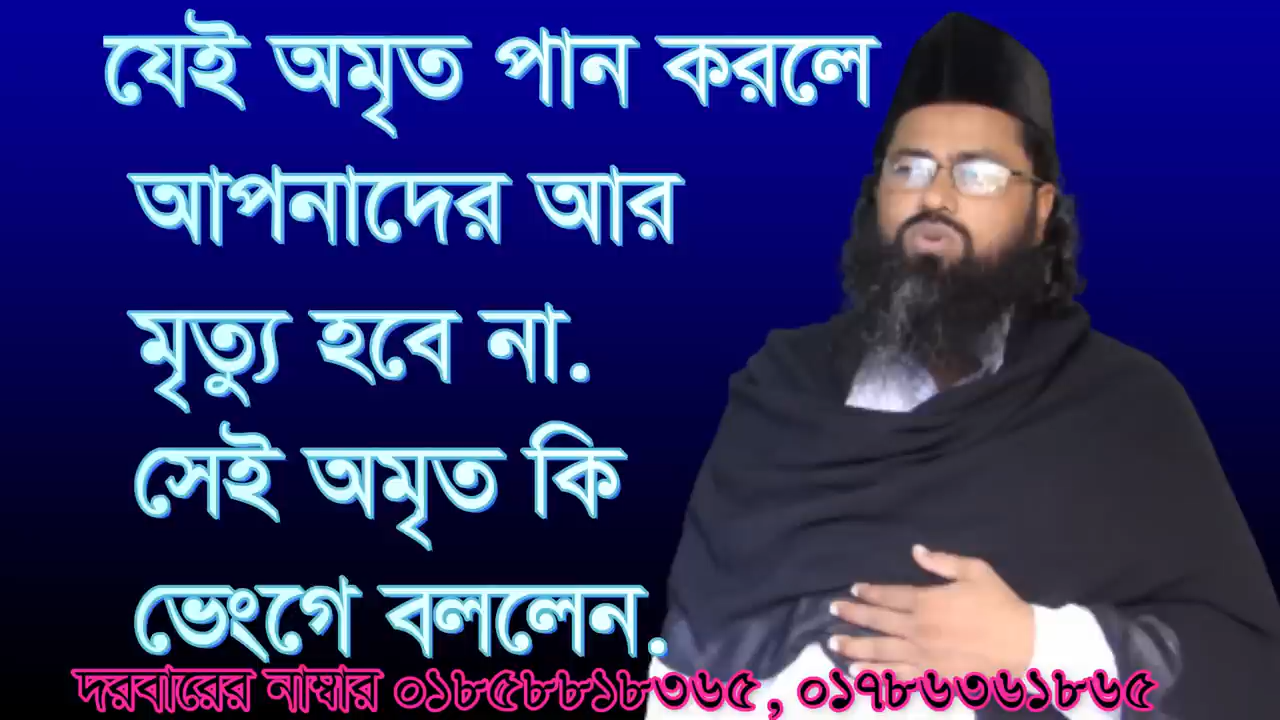 যেই অমৃত পান করলে
আপনাদের আর
মৃত্যু হবে না.
সেই অমৃত কি
ভেংগে বললেন.
দরবারের নাম্বার ০১৮৫৮৮১৮৩৬৫, ০১৭৮৬৩৬১৮৬৫